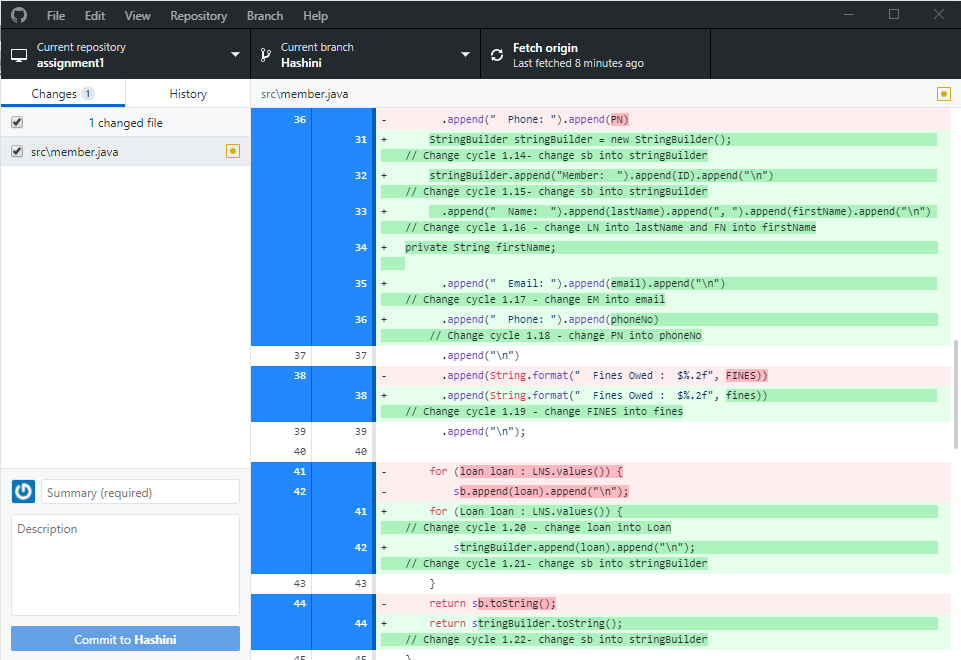 File Edit View Repository Branch Help
Current repository
assignment1
Current branch
Hashini
Fetch origin
Last fetched 8 minutes ago
Changes 1 History
1 changed file
src\member.java
Summary (required)
Description
Commit to Hashini
src\member.java
36 - .append("  Phone: ").append(PN)
31 + StringBuilder stringBuilder = new StringBuilder();
// Change cycle 1.14- change sb into stringBuilder
32 + stringBuilder.append("Member:  ").append(ID).append("\n")
// Change cycle 1.15- change sb into stringBuilder
33 + .append("  Name:  ").append(lastName).append(", ").append(firstName).append("\n")
// Change cycle 1.16 - change LN into lastName and FN into firstName
34 + private String firstName;
35 + .append("  Email: ").append(email).append("\n")
// Change cycle 1.17 - change EM into email
36 + .append("  Phone: ").append(phoneNo)
// Change cycle 1.18 - change PN into phoneNo
37 37 .append("\n")
38 - .append(String.format("  Fines Owed :  $%.2f", FINES))
38 + .append(String.format("  Fines Owed :  $%.2f", fines))
// Change cycle 1.19 - change FINES into fines
39 39 .append("\n");
40 40
41 - for (loan loan : LNS.values()) {
42 - sb.append(loan).append("\n");
41 + for (Loan loan : LNS.values()) {
// Change cycle 1.20 - change loan into Loan
42 + stringBuilder.append(loan).append("\n");
// Change cycle 1.21- change sb into stringBuilder
43 43 }
44 - return sb.toString();
44 + return stringBuilder.toString();
// Change cycle 1.22- change sb into stringBuilder
45 45 }